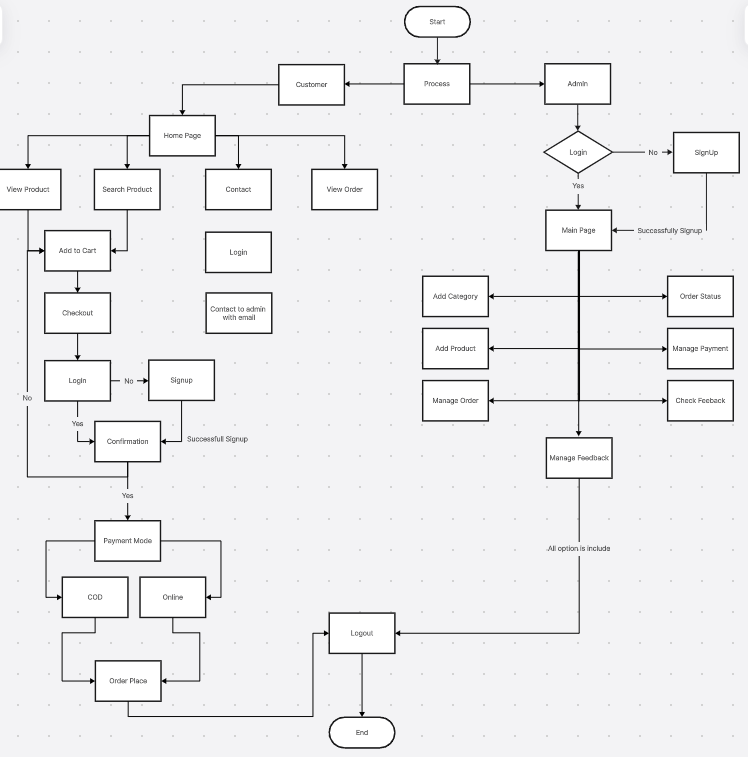 Start
Customer
Process
Admin
Home Page
Login
No
SignUp
Yes
View Product
Search Product
Contact
View Order
Main Page
Successfully Signup
Add to Cart
Login
Add Category
Order Status
Checkout
Contact to admin
with email
Add Product
Manage Payment
Login
No
Signup
Manage Order
Check Feeback
No
Yes
Confirmation
Successfull Signup
Manage Feedback
Yes
Payment Mode
All option is include
COD
Online
Logout
Order Place
End